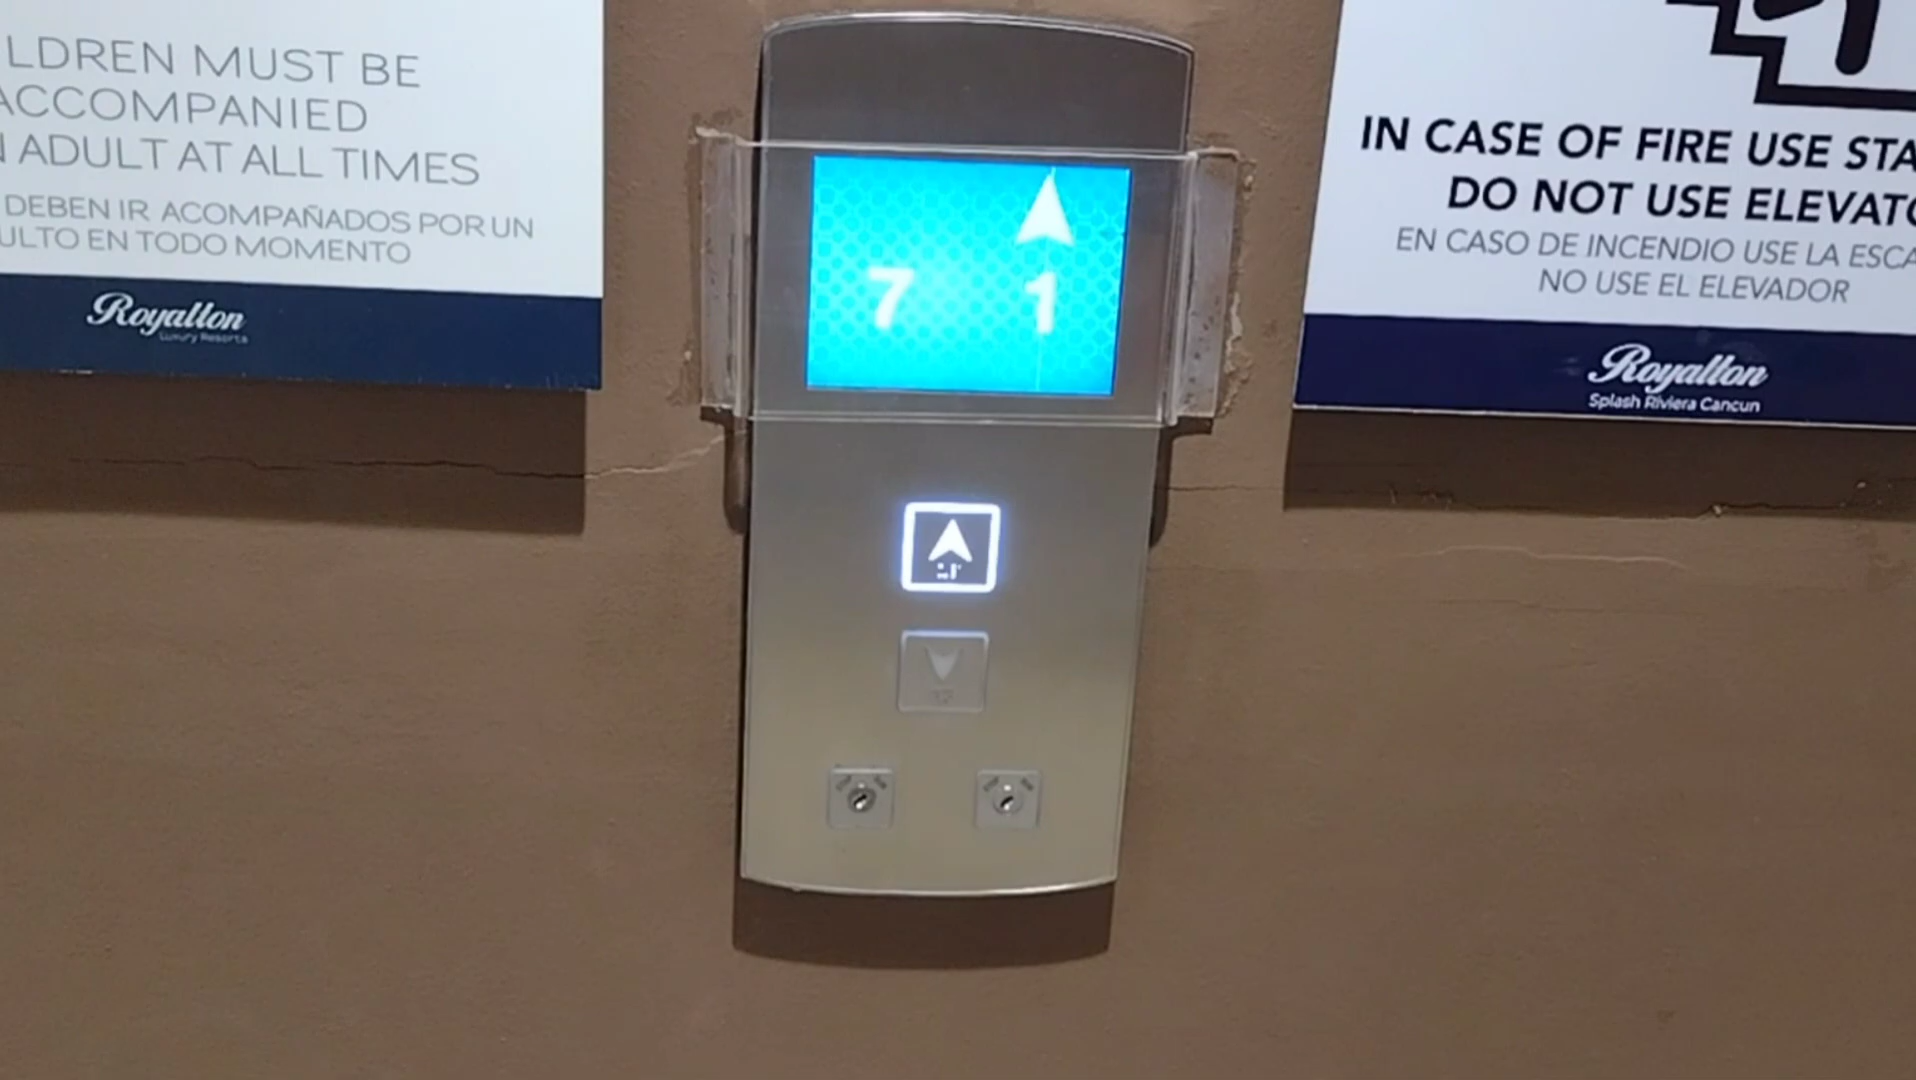 LDREN MUST BE
ACCOMPANIED
ADULT AT ALL TIMES
DEBEN IR ACOMPAÑADOS POR UN
ULTO EN TODO MOMENTO
Royalton
Luxury Resorts
7 1
IN CASE OF FIRE USE STA
DO NOT USE ELEVATO
EN CASO DE INCENDIO USE LA ESCA
NO USE EL ELEVADOR
Royalton
Splash Riviera Cancun